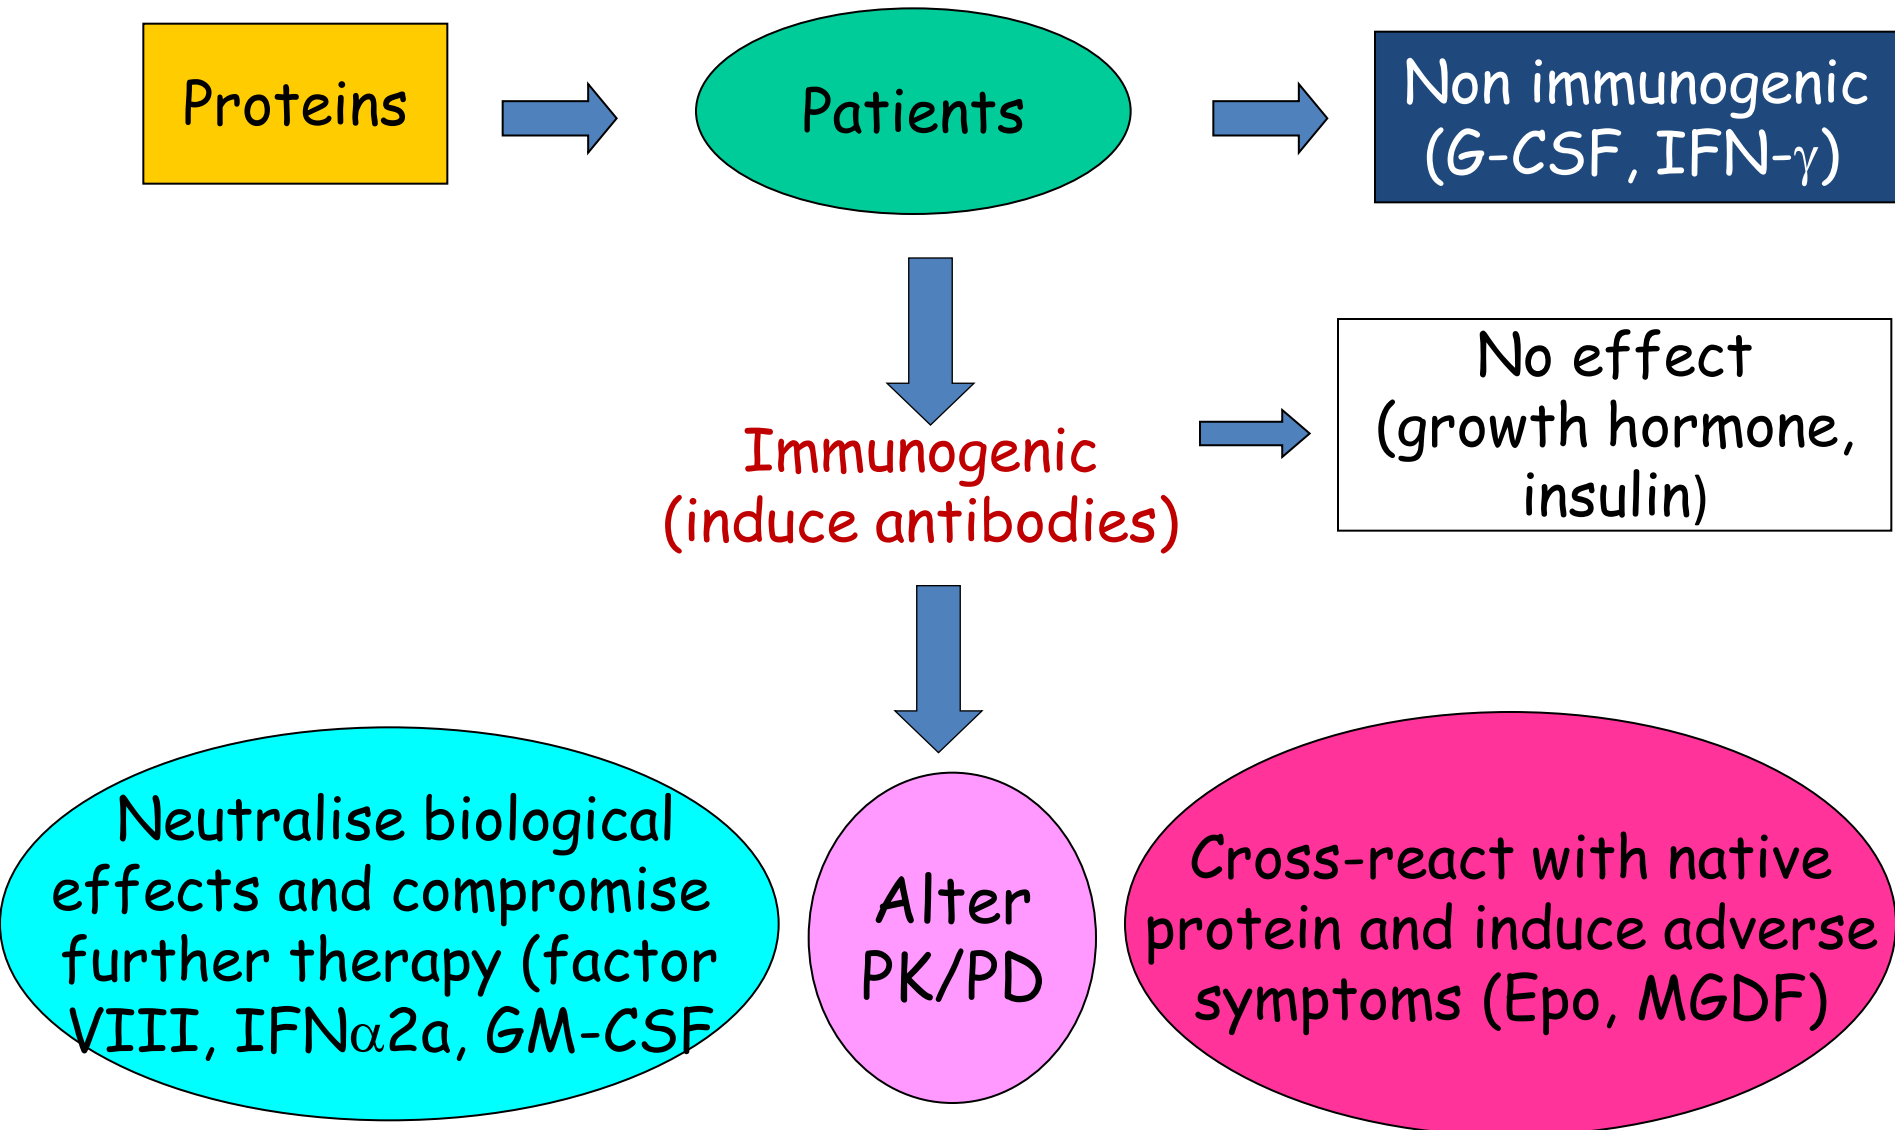 Proteins
Patients
Non immunogenic
(G-CSF, IFN-γ)
No effect
(growth hormone,
insulin)
Immunogenic
(induce antibodies)
Neutralise biological
effects and compromise
further therapy (factor
VIII, IFNα2a, GM-CSF
Alter
PK/PD
Cross-react with native
protein and induce adverse
symptoms (Epo, MGDF)